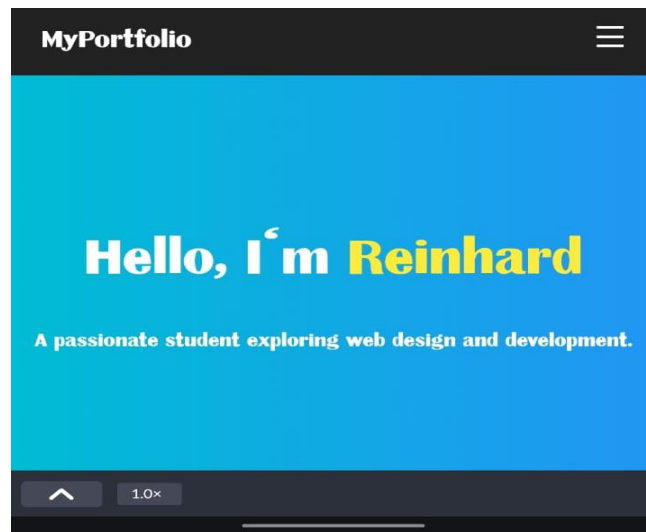 MyPortfolio
Hello, I‘m Reinhard
A passionate student exploring web design and development.
1.0×